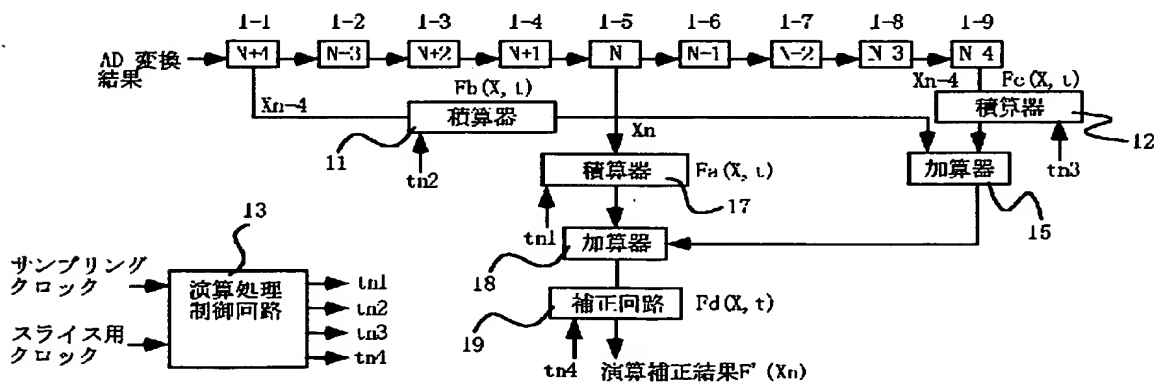 1-1 1-2 1-3 1-4 1-5 1-6 1-7 1-8 1-9
AD 変換
結果
N+4 N-3 N+2 N+1 N N-1 N-2 N 3 N 4
Xn-4
Fb(X, t)
積算器
11
tn2
Xn
Xn-4
Fc(X, t)
積算器
12
tn3
積算器
Fa(X, t)
17
tn1
加算器
15
加算器
18
補正回路
Fd(X, t)
19
tn4
演算補正結果F'(Xn)
13
サンプリング
クロック
スライス用
クロック
演算処理
制御回路
tn1
tn2
tn3
tn4